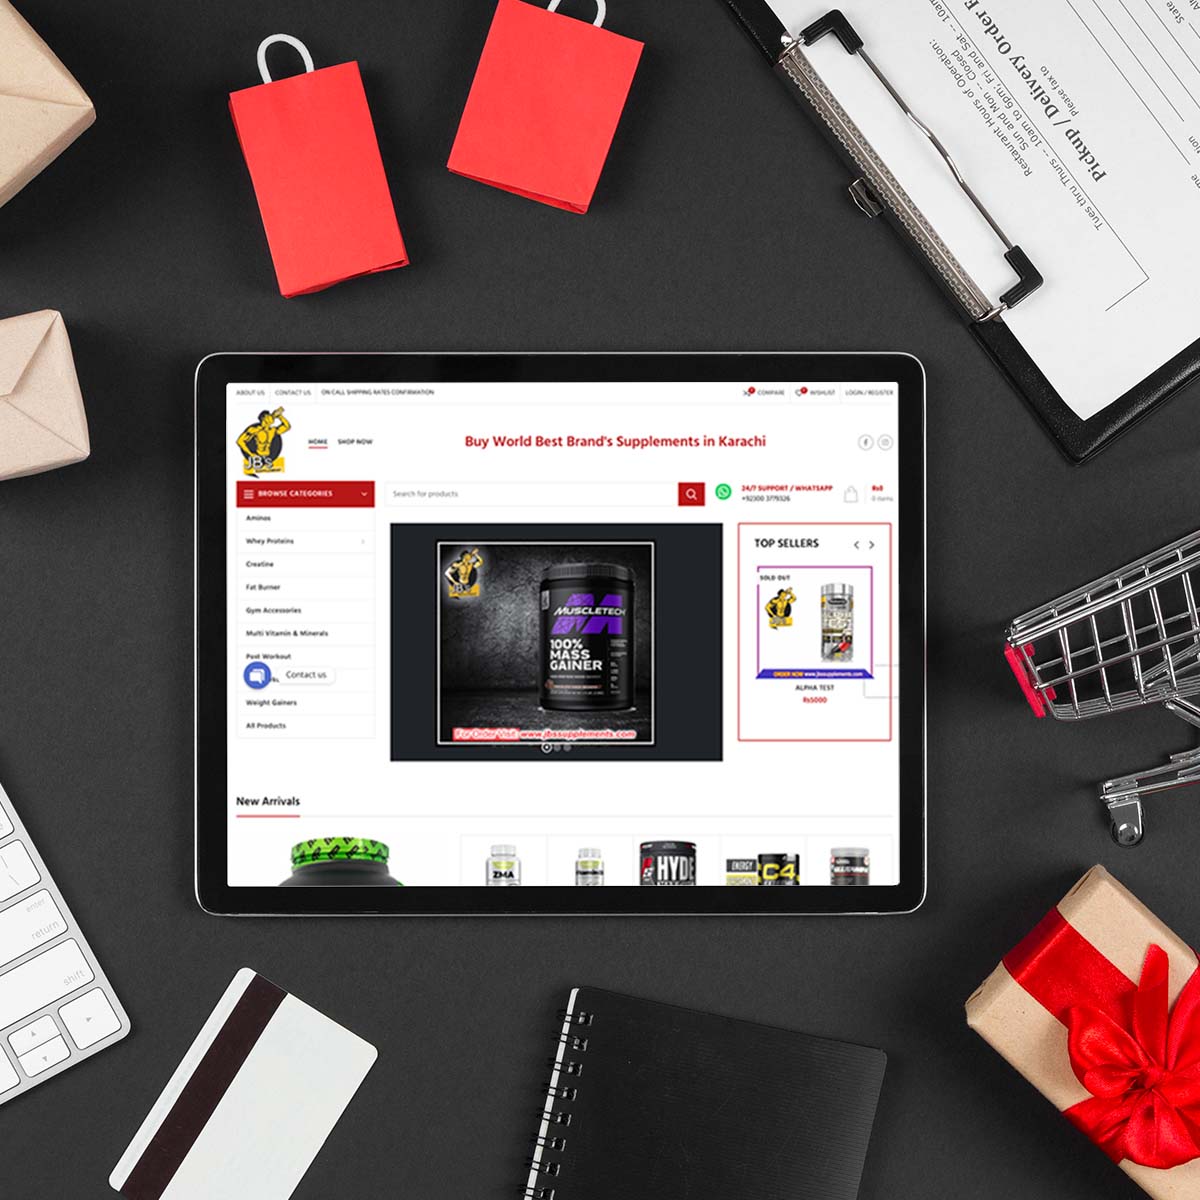 Pickup / Delivery Order F
Please fax to
Restaurant Hours of Operation:
Sun and Mon -- Closed
Tues thru Thurs -- 10am to 6pm; Fri and Sat -- 10am
State
ABOUT US
CONTACT US
ON CALL SHIPPING RATES CONFIRMATION
COMPARE
WISHLIST
LOGIN / REGISTER
JB's
HOME
SHOP NOW
Buy World Best Brand's Supplements in Karachi
BROWSE CATEGORIES
Search for products
24/7 SUPPORT / WHATSAPP
+92300 3779326
₨0
0 items
Aminos
Whey Proteins
Creatine
Fat Burner
Gym Accessories
Multi Vitamin & Minerals
Post Workout
Contact us
Weight Gainers
All Products
JB's
MUSCLETECH
100%
MASS
GAINER
For Order Visit: www.jbssupplements.com
TOP SELLERS
SOLD OUT
ORDER NOW www.jbssupplements.com
ALPHA TEST
₨5000
New Arrivals
ZMA
HYDE
ENERGY
C4
enter
return
shift